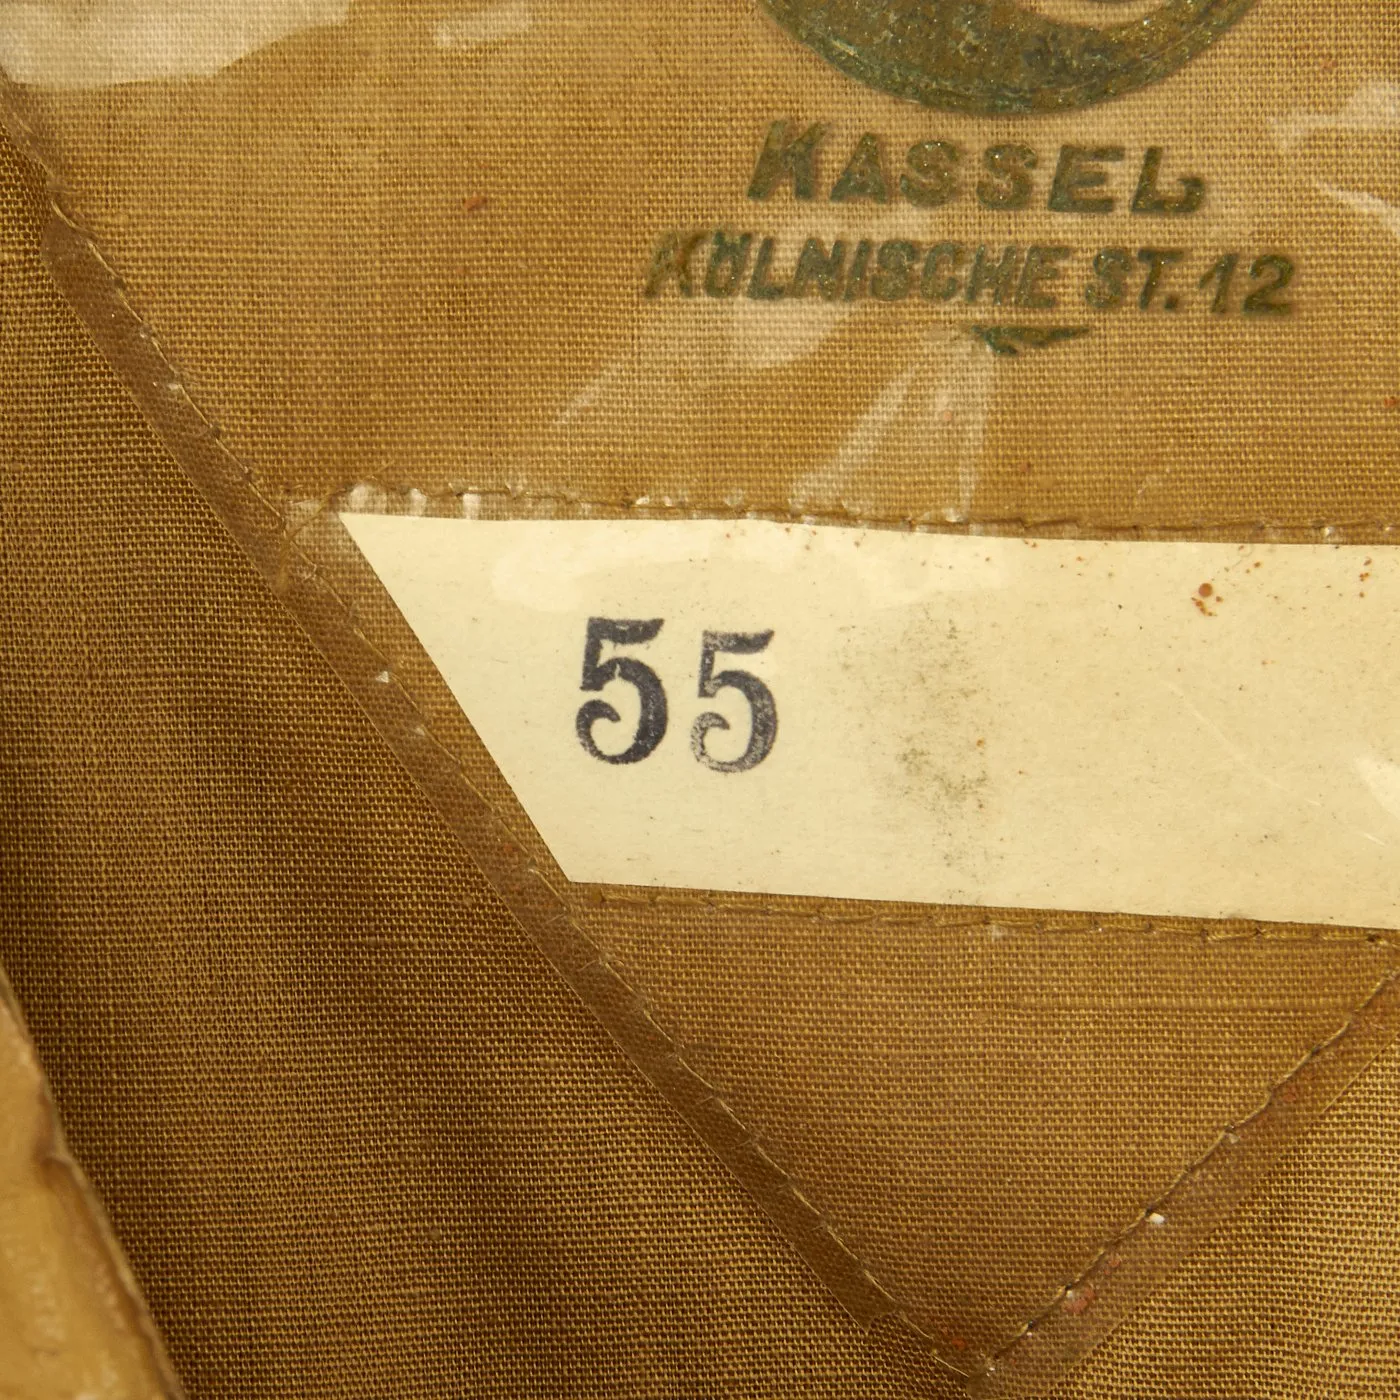 KASSEL
KÖLNISCHE ST. 12
55